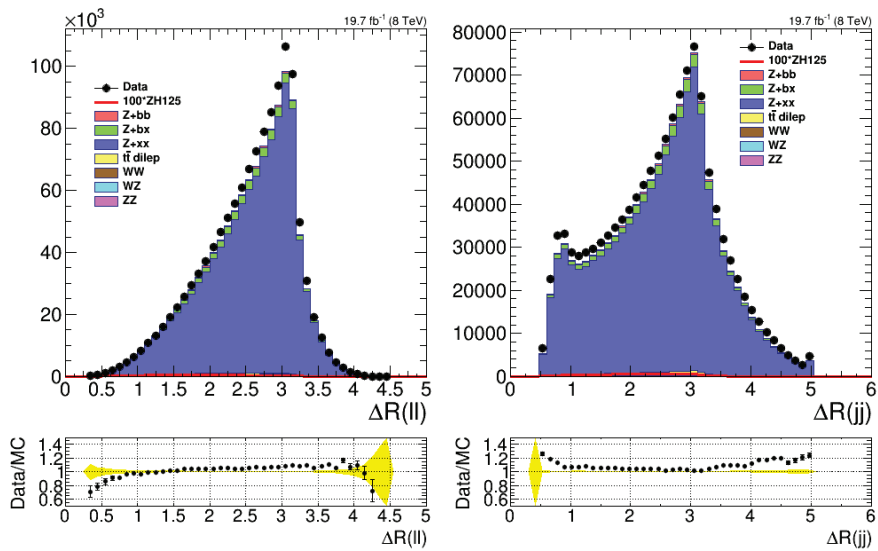 ×10³
19.7 fb⁻¹ (8 TeV)
100
80
60
40
20
0
Data
100*ZH125
Z+bb
Z+bx
Z+xx
tt̄ dilep
WW
WZ
ZZ
0 0.5 1 1.5 2 2.5 3 3.5 4 4.5 5
ΔR(ll)
19.7 fb⁻¹ (8 TeV)
80000
70000
60000
50000
40000
30000
20000
10000
0
Data
100*ZH125
Z+bb
Z+bx
Z+xx
tt̄ dilep
WW
WZ
ZZ
0 1 2 3 4 5
ΔR(jj)
Data/MC
1.4
1.2
1
0.8
0.6
0 0.5 1 1.5 2 2.5 3 3.5 4 4.5 5
ΔR(ll)
Data/MC
1.4
1.2
1
0.8
0.6
0 1 2 3 4 5
ΔR(jj)